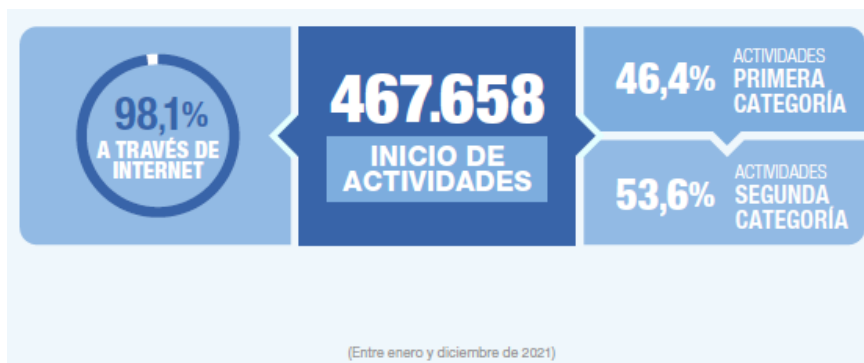 98,1%
A TRAVÉS DE
INTERNET
467.658
INICIO DE
ACTIVIDADES
46,4%
ACTIVIDADES
PRIMERA
CATEGORÍA
53,6%
ACTIVIDADES
SEGUNDA
CATEGORÍA
(Entre enero y diciembre de 2021)